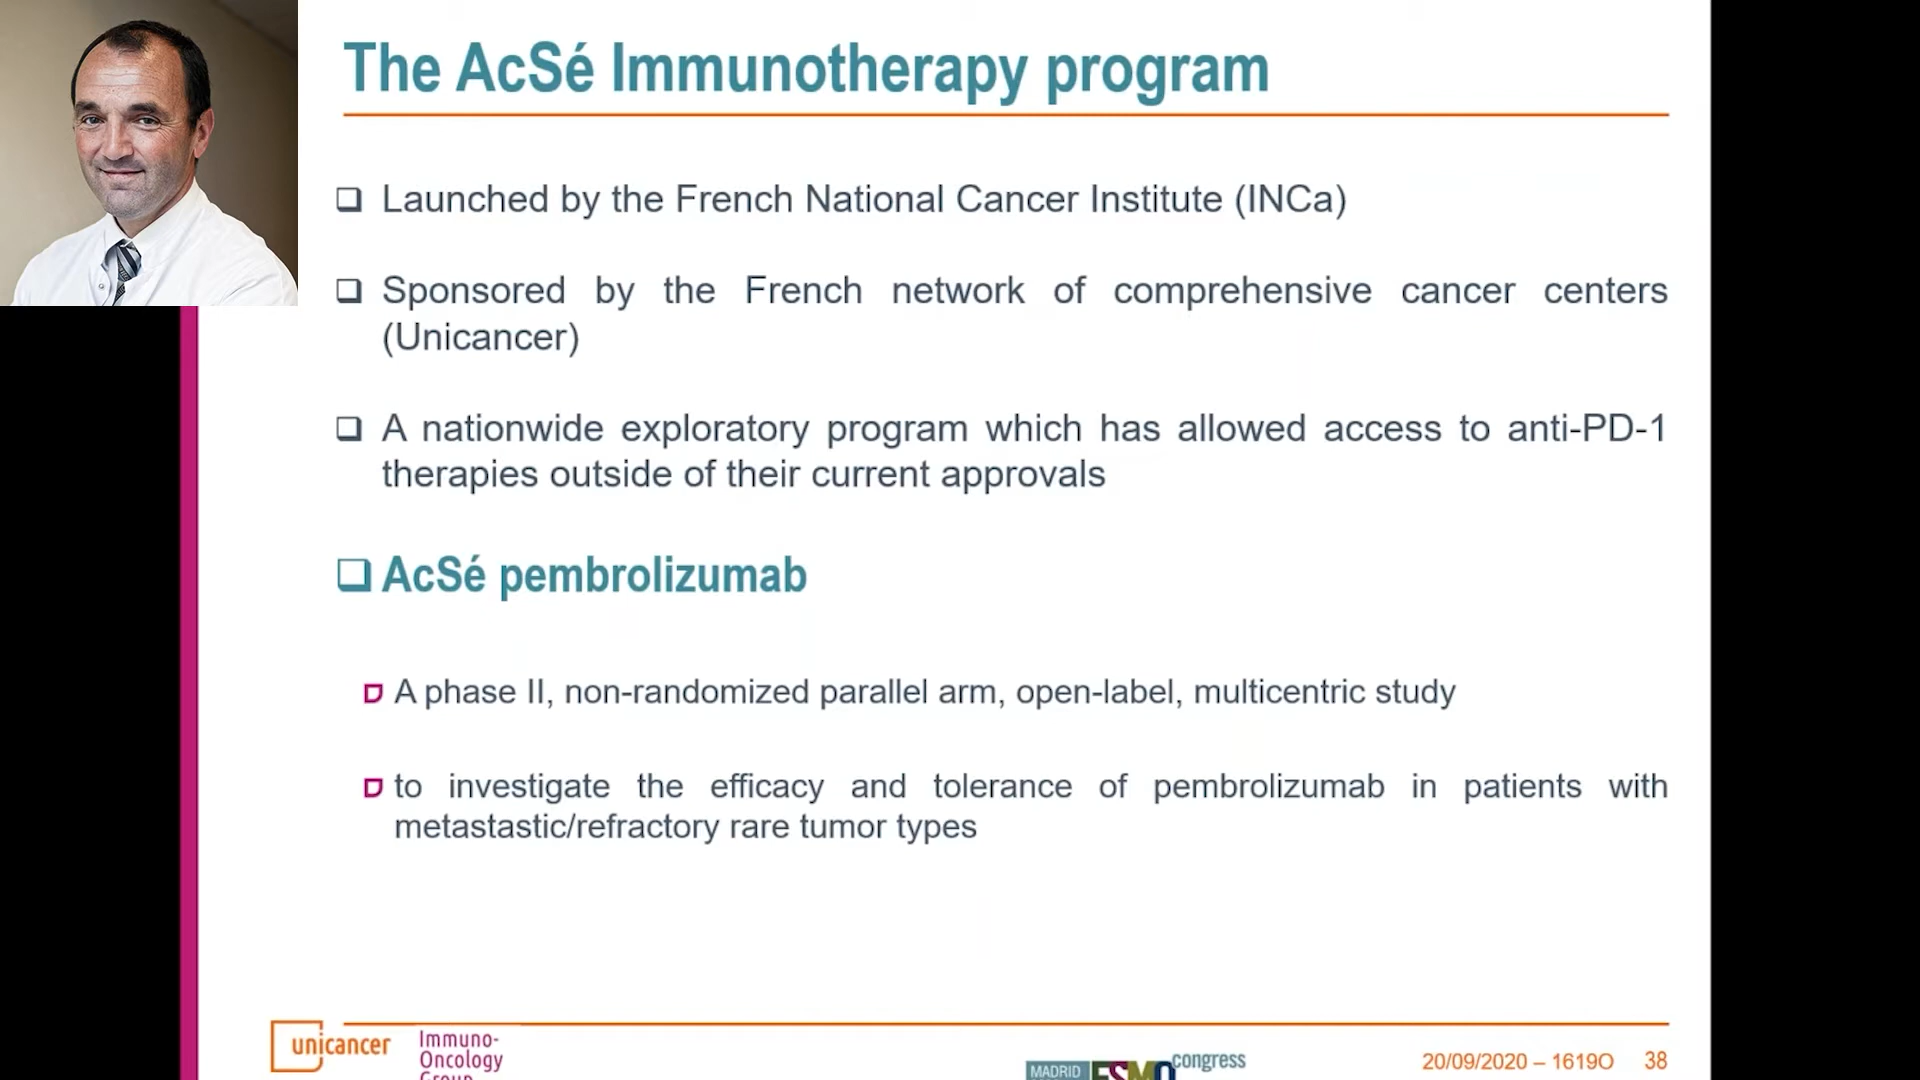 The AcSé Immunotherapy program
Launched by the French National Cancer Institute (INCa)
Sponsored by the French network of comprehensive cancer centers
(Unicancer)
A nationwide exploratory program which has allowed access to anti-PD-1
therapies outside of their current approvals
AcSé pembrolizumab
A phase II, non-randomized parallel arm, open-label, multicentric study
to investigate the efficacy and tolerance of pembrolizumab in patients with
metastastic/refractory rare tumor types
unicancer
Immuno-
Oncology
Group
MADRID
ESMO congress
20/09/2020 – 1619O 38